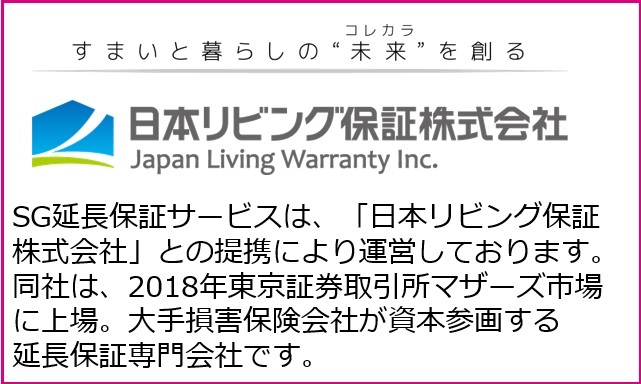 コレカラ
すまいと暮らしの“未来”を創る
日本リビング保証株式会社
Japan Living Warranty Inc.
SG延長保証サービスは、「日本リビング保証
株式会社」との提携により運営しております。
同社は、2018年東京証券取引所マザーズ市場
に上場。大手損害保険会社が資本参画する
延長保証専門会社です。